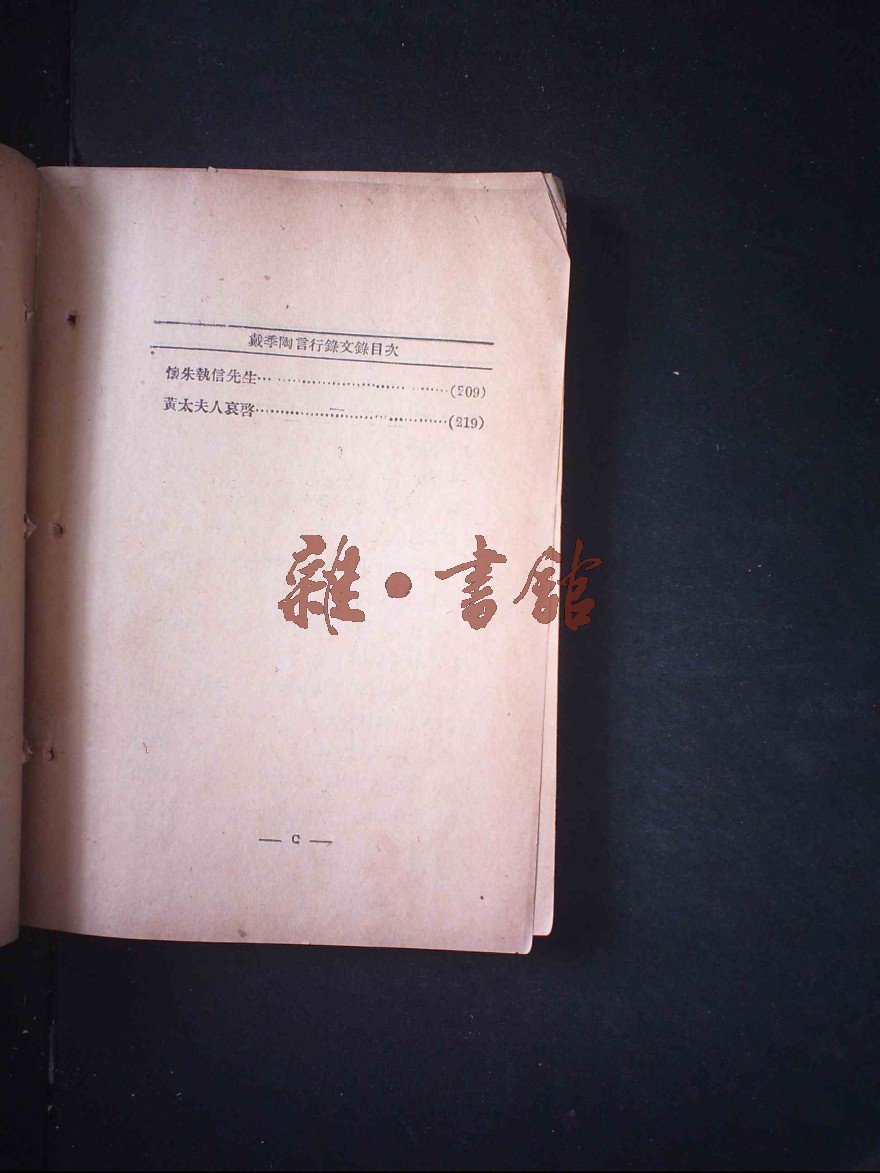 戴季陶言行錄文錄目次
懷朱執信先生……………………………(209)
黃太夫人哀啓……………………………(219)
雜·書館
— C —